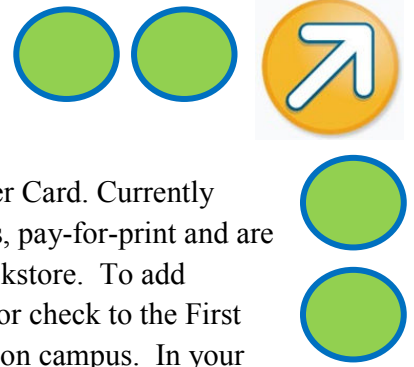 er Card. Currently
s, pay-for-print and are
kstore. To add
or check to the First
on campus. In your